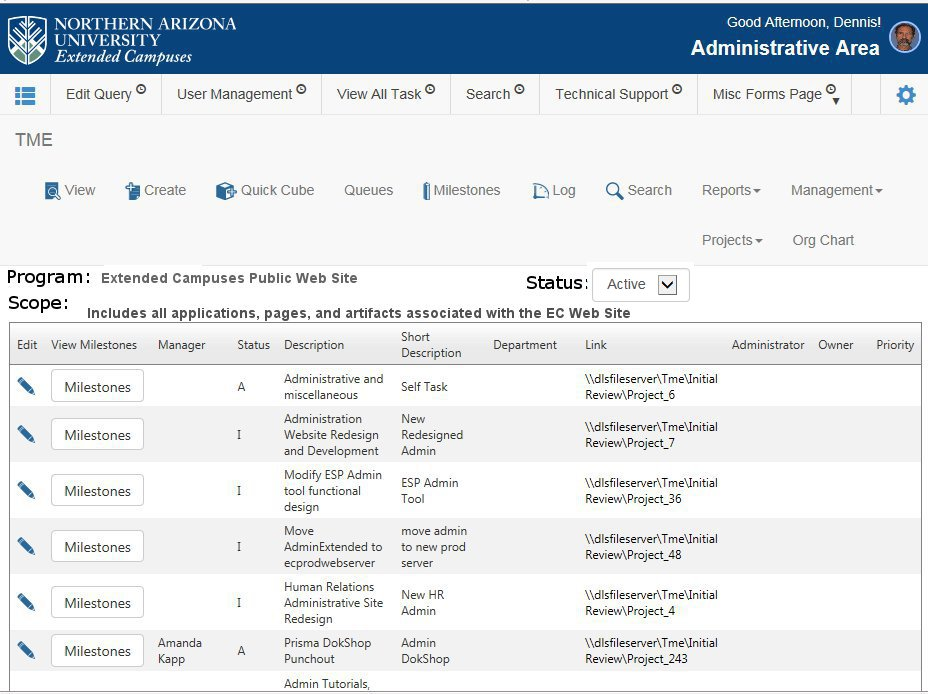 NORTHERN ARIZONA
UNIVERSITY
Extended Campuses
Good Afternoon, Dennis!
Administrative Area
Edit Query User Management View All Task Search Technical Support Misc Forms Page
TME
View Create Quick Cube Queues Milestones Log Search Reports Management
Projects Org Chart
Program: Extended Campuses Public Web Site
Status: Active
Scope:
Includes all applications, pages, and artifacts associated with the EC Web Site
Edit View Milestones Manager Status Description Short Description Department Link Administrator Owner Priority
Milestones A Administrative and miscellaneous Self Task \\dlsfileserver\Tme\Initial Review\Project_6
Milestones I Administration Website Redesign and Development New Redesigned Admin \\dlsfileserver\Tme\Initial Review\Project_7
Milestones I Modify ESP Admin tool functional design ESP Admin Tool \\dlsfileserver\Tme\Initial Review\Project_36
Milestones I Move AdminExtended to ecprodwebserver move admin to new prod server \\dlsfileserver\Tme\Initial Review\Project_48
Milestones I Human Relations Administrative Site Redesign New HR Admin \\dlsfileserver\Tme\Initial Review\Project_4
Milestones Amanda Kapp A Prisma DokShop Punchout Admin DokShop \\dlsfileserver\Tme\Initial Review\Project_243
Admin Tutorials,